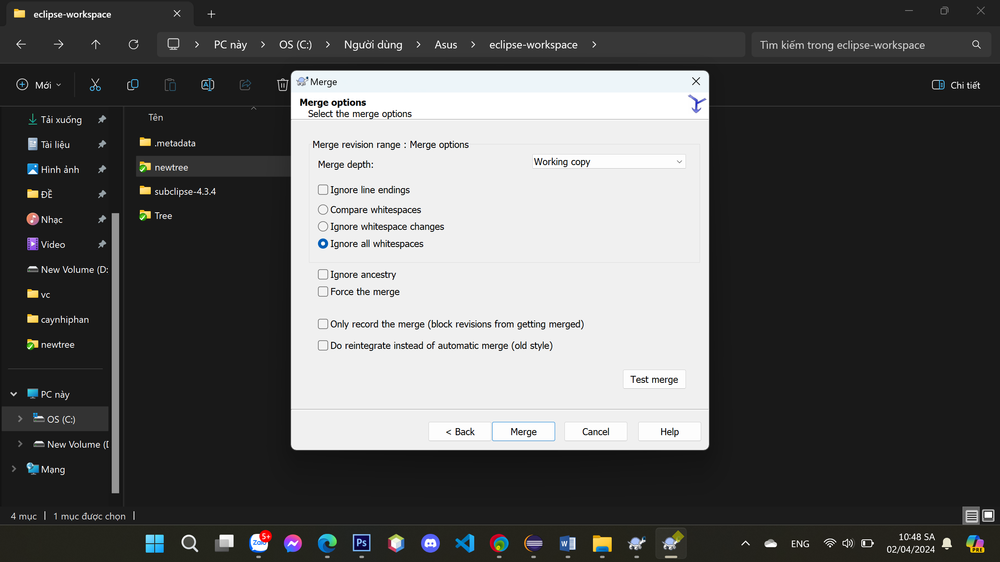 eclipse-workspace
PC này
OS (C:)
Người dùng
Asus
eclipse-workspace
Tìm kiếm trong eclipse-workspace
Mới
Chi tiết
Tải xuống
Tài liệu
Hình ảnh
ĐỀ
Nhạc
Video
New Volume (D:
vc
caynhiphan
newtree
PC này
OS (C:)
New Volume (D
Mạng
Tên
.metadata
newtree
subclipse-4.3.4
Tree
Merge
Merge options
Select the merge options
Merge revision range : Merge options
Merge depth:
Working copy
Ignore line endings
Compare whitespaces
Ignore whitespace changes
Ignore all whitespaces
Ignore ancestry
Force the merge
Only record the merge (block revisions from getting merged)
Do reintegrate instead of automatic merge (old style)
Test merge
< Back
Merge
Cancel
Help
4 mục
1 mục được chọn
Zalo
5+
Ps
W
ENG
10:48 SA
02/04/2024
PRE